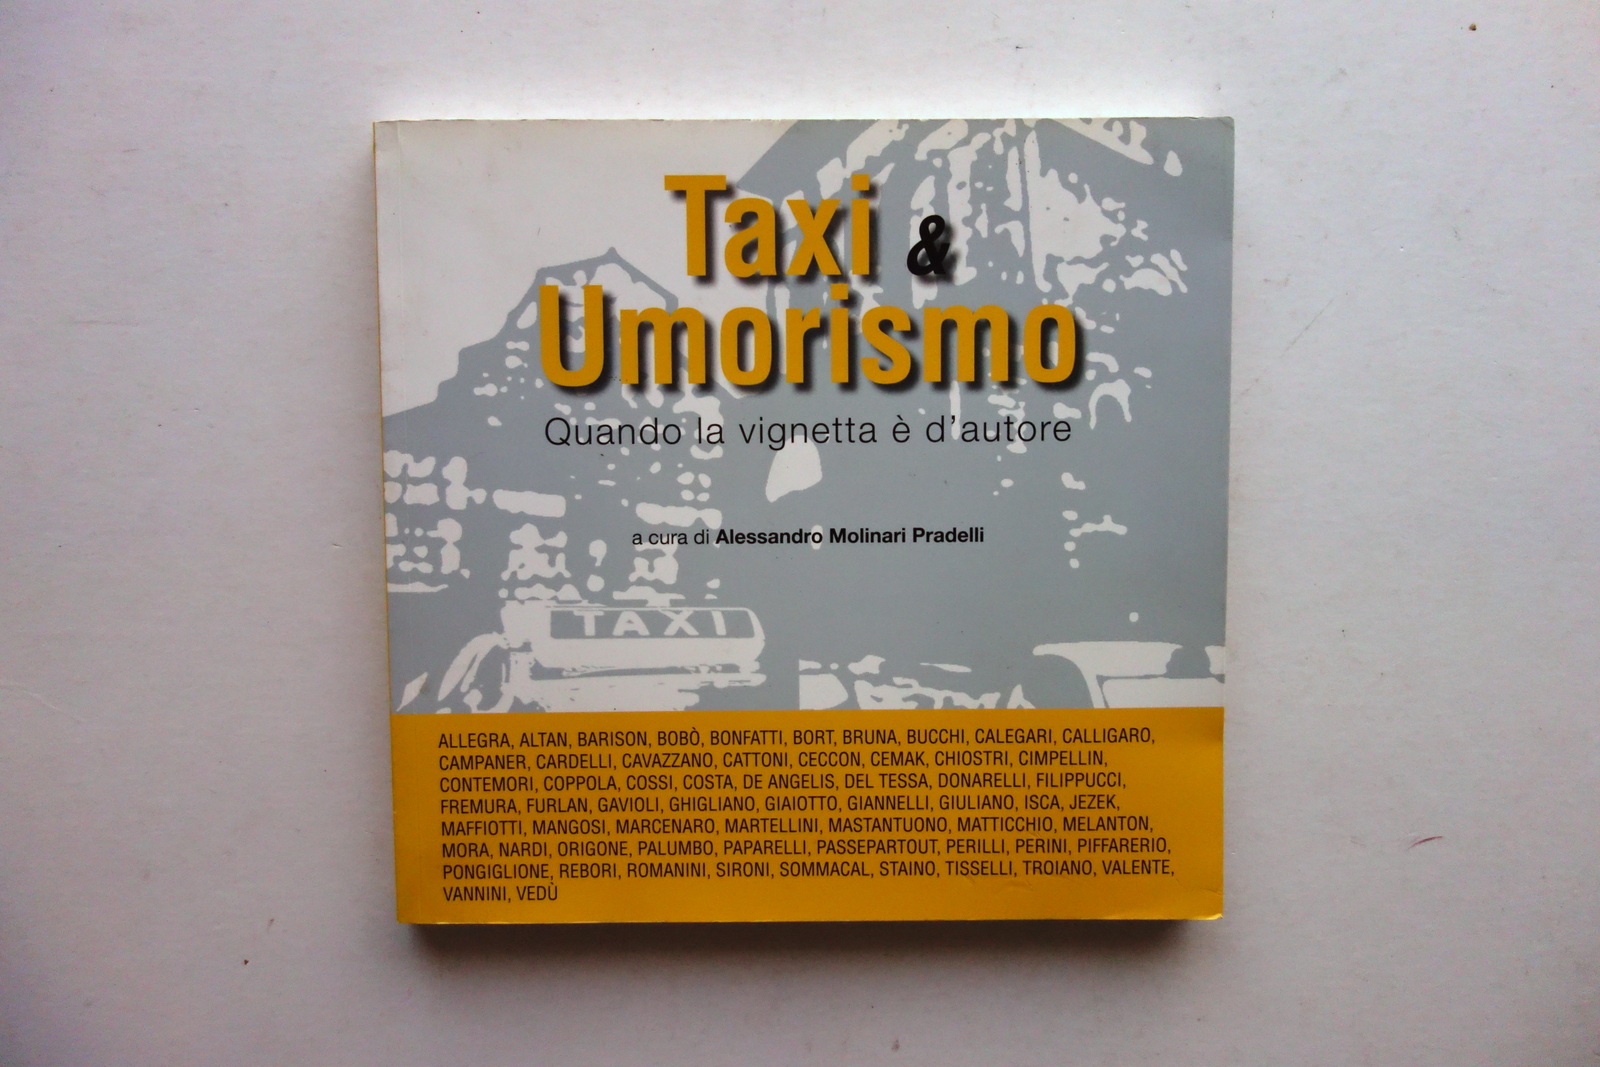 Taxi &
Umorismo
Quando la vignetta è d'autore
a cura di Alessandro Molinari Pradelli
TAXI
ALLEGRA, ALTAN, BARISON, BOBÒ, BONFATTI, BORT, BRUNA, BUCCHI, CALEGARI, CALLIGARO,
CAMPANER, CARDELLI, CAVAZZANO, CATTONI, CECCON, CEMAK, CHIOSTRI, CIMPELLIN,
CONTEMORI, COPPOLA, COSSI, COSTA, DE ANGELIS, DEL TESSA, DONARELLI, FILIPPUCCI,
FREMURA, FURLAN, GAVIOLI, GHIGLIANO, GIAIOTTO, GIANNELLI, GIULIANO, ISCA, JEZEK,
MAFFIOTTI, MANGOSI, MARCENARO, MARTELLINI, MASTANTUONO, MATTICCHIO, MELANTON,
MORA, NARDI, ORIGONE, PALUMBO, PAPARELLI, PASSEPARTOUT, PERILLI, PERINI, PIFFARERIO,
PONGIGLIONE, REBORI, ROMANINI, SIRONI, SOMMACAL, STAINO, TISSELLI, TROIANO, VALENTE,
VANNINI, VEDÙ